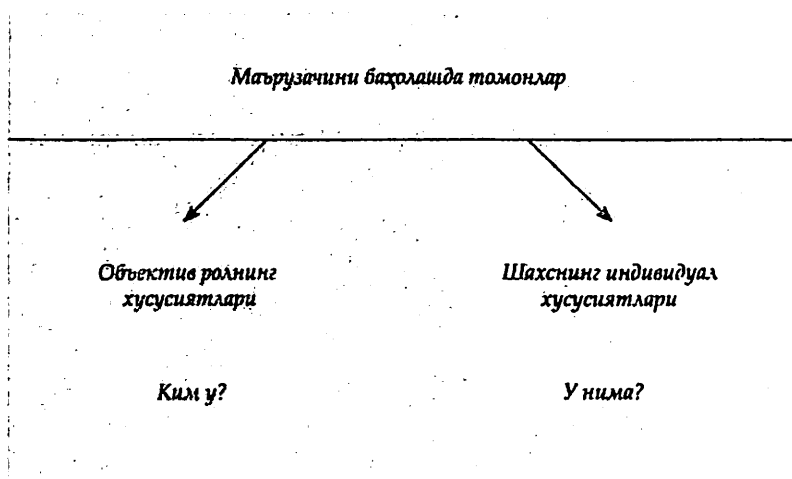 Маърузачини баҳолашда томонлар
Объектив ролнинг
хусусиятлари
Шахснинг индивидуал
хусусиятлари
Ким у?
У нима?